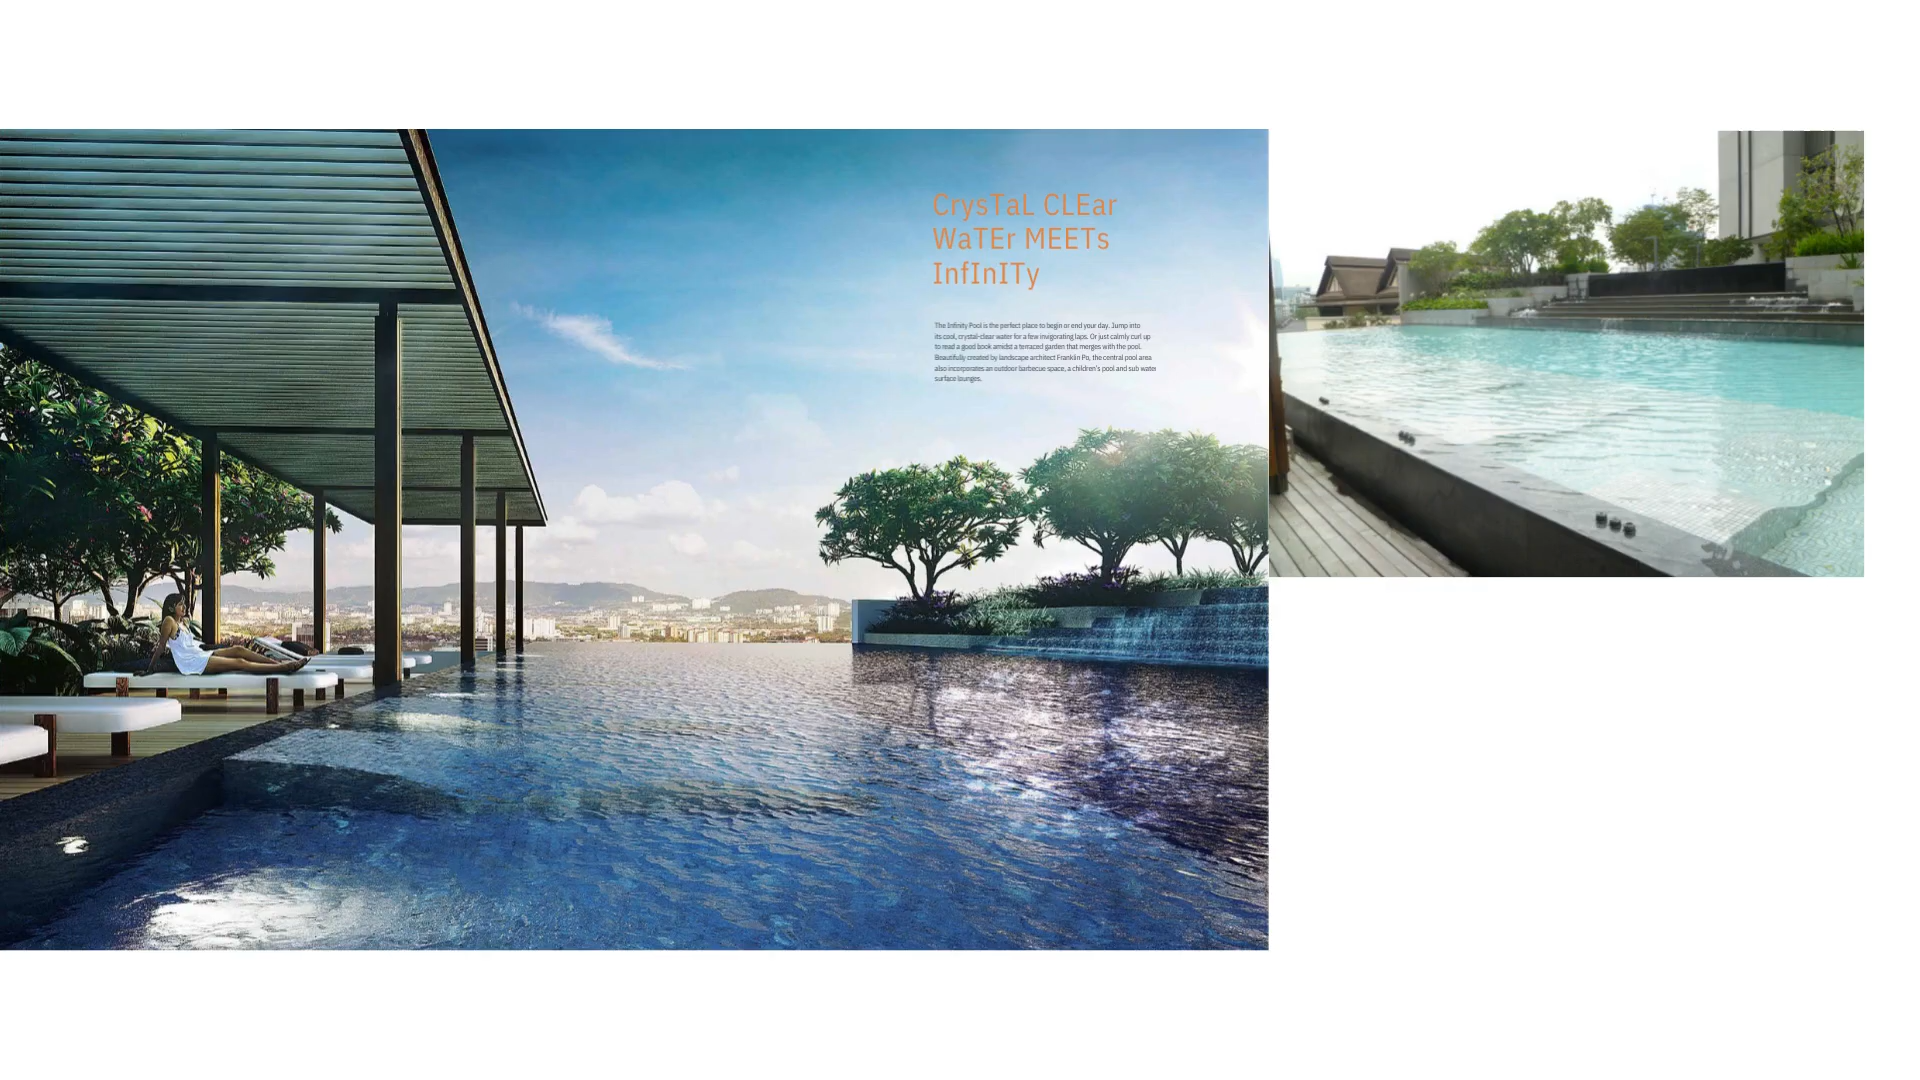 CrysTaL CLEar
WaTEr MEETs
InfInITy
The Infinity Pool is the perfect place to begin or end your day. Jump into
its cool, crystal-clear water for a few invigorating laps. Or just calmly curl up
to read a good book amidst a terraced garden that merges with the pool.
Beautifully created by landscape architect Franklin Po, the central pool area
also incorporates an outdoor barbecue space, a children's pool and sub water
surface lounges.